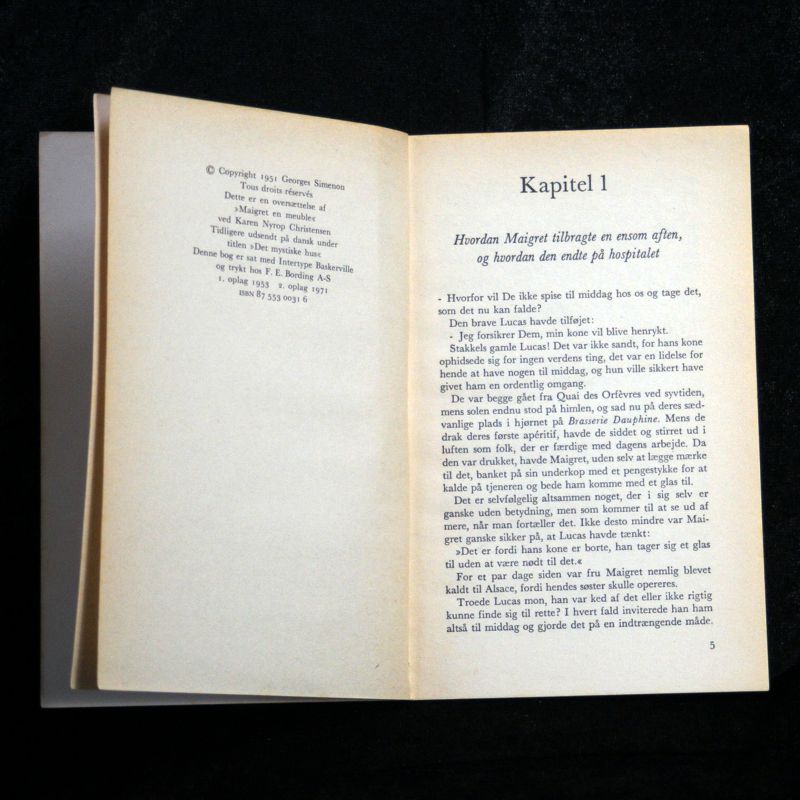 © Copyright 1951 Georges Simenon
Tous droits réservés
Dette er en oversættelse af
»Maigret en meuble«
ved Karen Nyrop Christensen
Tidligere udsendt på dansk under
titlen »Det mystiske hus«
Denne bog er sat med Intertype Baskerville
og trykt hos F. E. Bording A-S
1. oplag 1953 2. oplag 1971
ISBN 87 553 0031 6
Kapitel 1
Hvordan Maigret tilbragte en ensom aften,
og hvordan den endte på hospitalet
- Hvorfor vil De ikke spise til middag hos os og tage det,
som det nu kan falde?
Den brave Lucas havde tilføjet:
- Jeg forsikrer Dem, min kone vil blive henrykt.
Stakkels gamle Lucas! Det var ikke sandt, for hans kone
ophidsede sig for ingen verdens ting, det var en lidelse for
hende at have nogen til middag, og hun ville sikkert have
givet ham en ordentlig omgang.
De var begge gået fra Quai des Orfèvres ved syvtiden,
mens solen endnu stod på himlen, og sad nu på deres sæd-
vanlige plads i hjørnet på Brasserie Dauphine. Mens de
drak deres første apéritif, havde de siddet og stirret ud i
luften som folk, der er færdige med dagens arbejde. Da
den var drukket, havde Maigret, uden selv at lægge mærke
til det, banket på sin underkop med et pengestykke for at
kalde på tjeneren og bede ham komme med et glas til.
Det er selvfølgelig altsammen noget, der i sig selv er
ganske uden betydning, men som kommer til at se ud af
mere, når man fortæller det. Ikke desto mindre var Mai-
gret ganske sikker på, at Lucas havde tænkt:
»Det er fordi hans kone er borte, han tager sig et glas
til uden at være nødt til det.«
For et par dage siden var fru Maigret nemlig blevet
kaldt til Alsace, fordi hendes søster skulle opereres.
Troede Lucas mon, han var ked af det eller ikke rigtig
kunne finde sig til rette? I hvert fald inviterede han ham
altså til middag og gjorde det på en indtrængende måde.
5